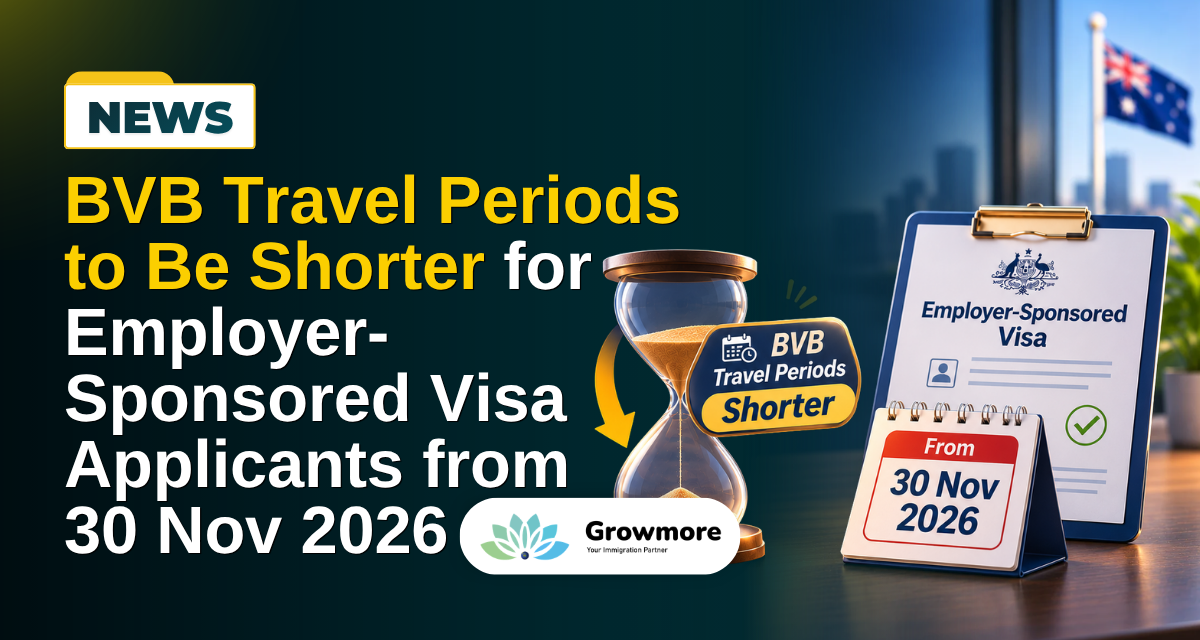 NEWS
BVB Travel Periods
to Be Shorter for
Employer-
Sponsored Visa
Applicants from
30 Nov 2026
BVB
Travel Periods
Shorter
Growmore
Your Immigration Partner
Employer-Sponsored
Visa
From
30 Nov
2026